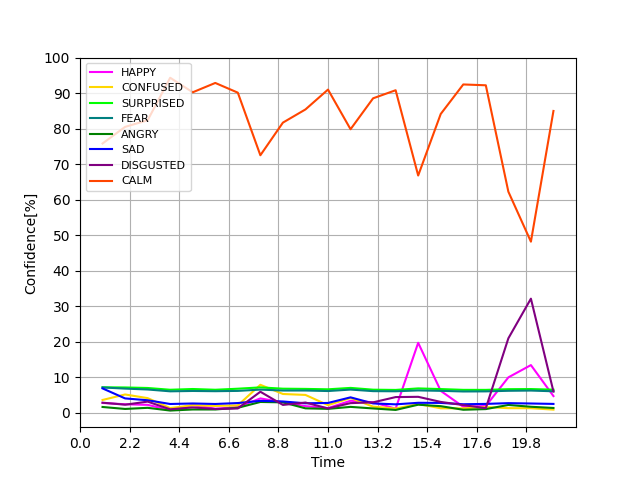 100
90
80
70
60
50
40
30
20
10
0
Confidence[%]
HAPPY
CONFUSED
SURPRISED
FEAR
ANGRY
SAD
DISGUSTED
CALM
0.0 2.2 4.4 6.6 8.8 11.0 13.2 15.4 17.6 19.8
Time